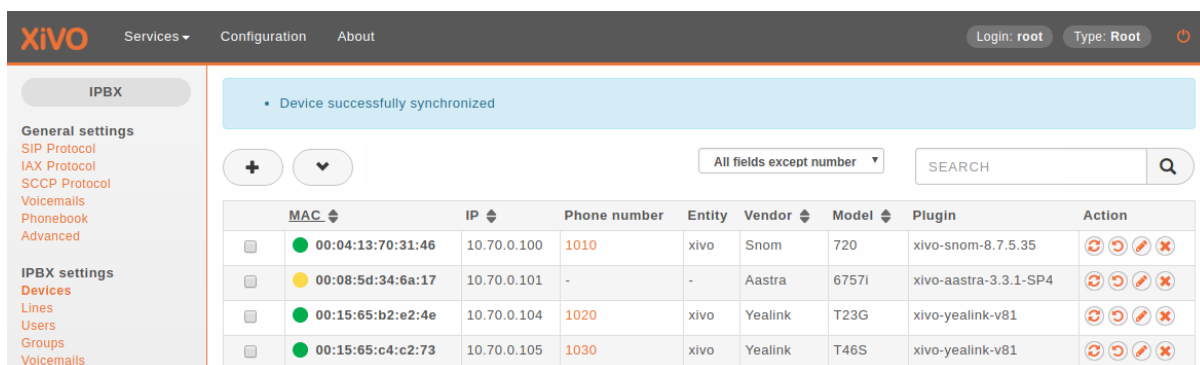 XiVO Services Configuration About Login: root Type: Root
IPBX
General settings
SIP Protocol
IAX Protocol
SCCP Protocol
Voicemails
Phonebook
Advanced
IPBX settings
Devices
Lines
Users
Groups
Voicemails
Device successfully synchronized
All fields except number SEARCH
MAC IP Phone number Entity Vendor Model Plugin Action
00:04:13:70:31:46 10.70.0.100 1010 xivo Snom 720 xivo-snom-8.7.5.35
00:08:5d:34:6a:17 10.70.0.101 - - Aastra 6757i xivo-aastra-3.3.1-SP4
00:15:65:b2:e2:4e 10.70.0.104 1020 xivo Yealink T23G xivo-yealink-v81
00:15:65:c4:c2:73 10.70.0.105 1030 xivo Yealink T46S xivo-yealink-v81